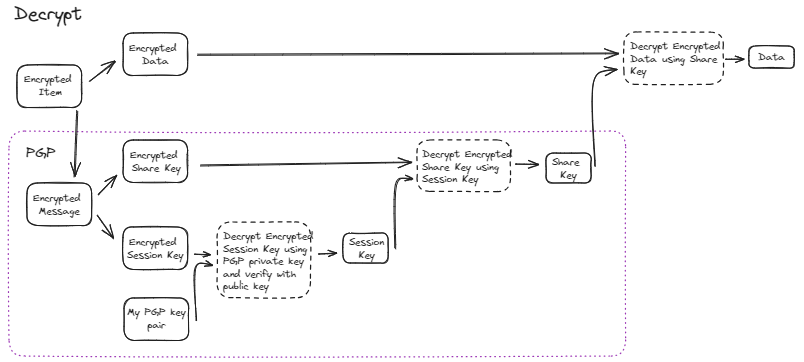 Decrypt
Encrypted
Data
Decrypt Encrypted
Data using Share
Key
Data
Encrypted
Item
PGP
Encrypted
Share Key
Decrypt Encrypted
Share Key using
Session Key
Share
Key
Encrypted
Message
Encrypted
Session Key
Decrypt Encrypted
Session Key using
PGP private key
and verify with
public key
Session
Key
My PGP key
pair